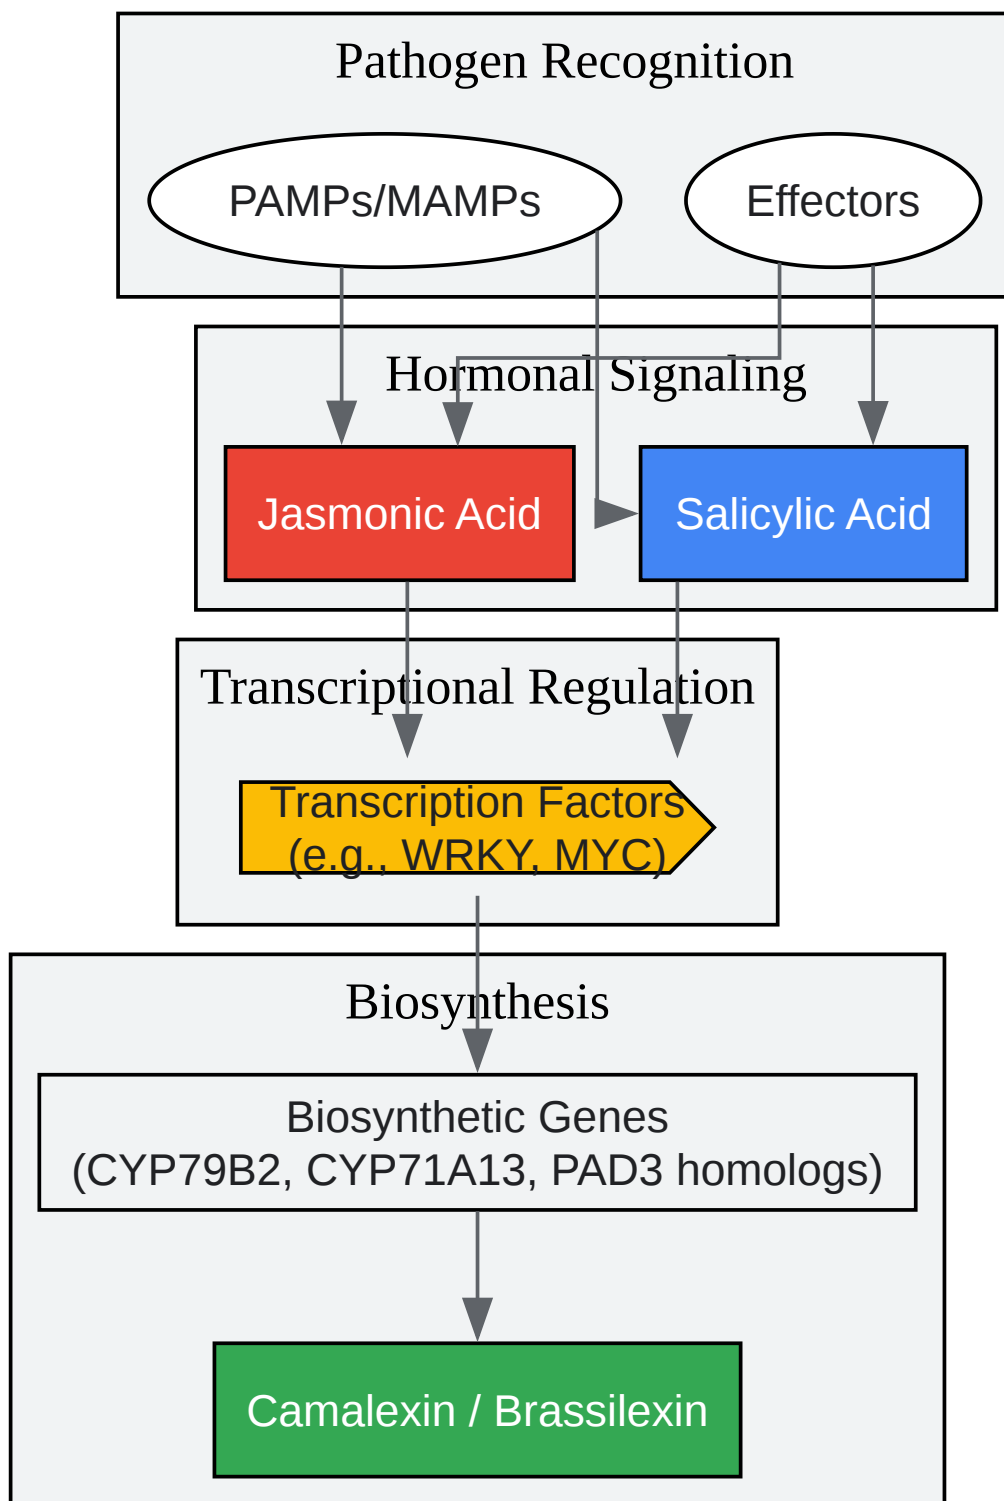 Pathogen Recognition
PAMPs/MAMPs
Effectors
Hormonal Signaling
Jasmonic Acid
Salicylic Acid
Transcriptional Regulation
Transcription Factors
(e.g., WRKY, MYC)
Biosynthesis
Biosynthetic Genes
(CYP79B2, CYP71A13, PAD3 homologs)
Camalexin / Brassilexin